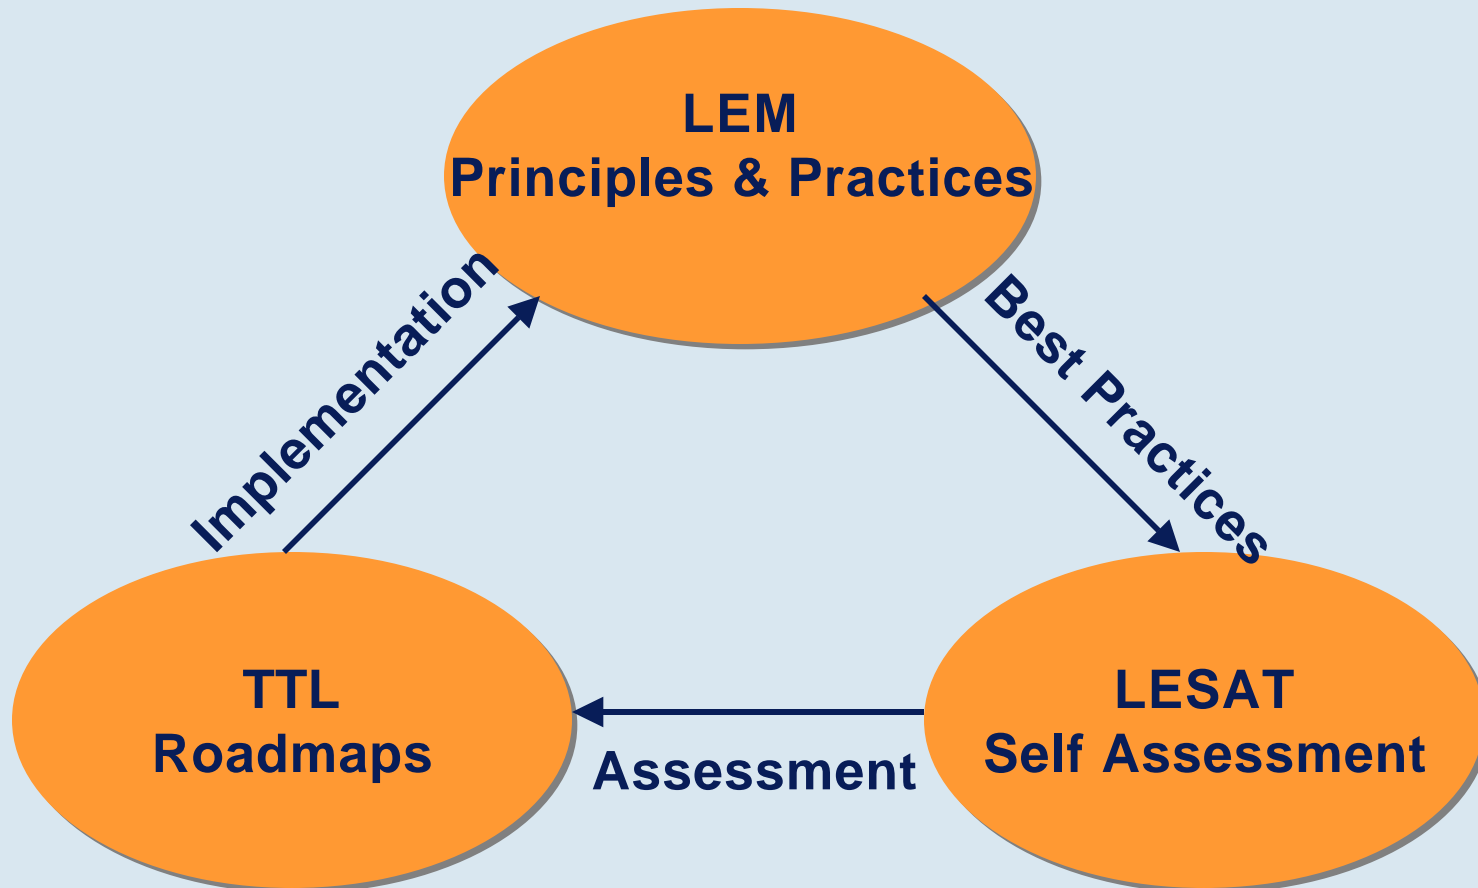 LEM
Principles & Practices
Implementation
Best Practices
TTL
Roadmaps
Assessment
LESAT
Self Assessment